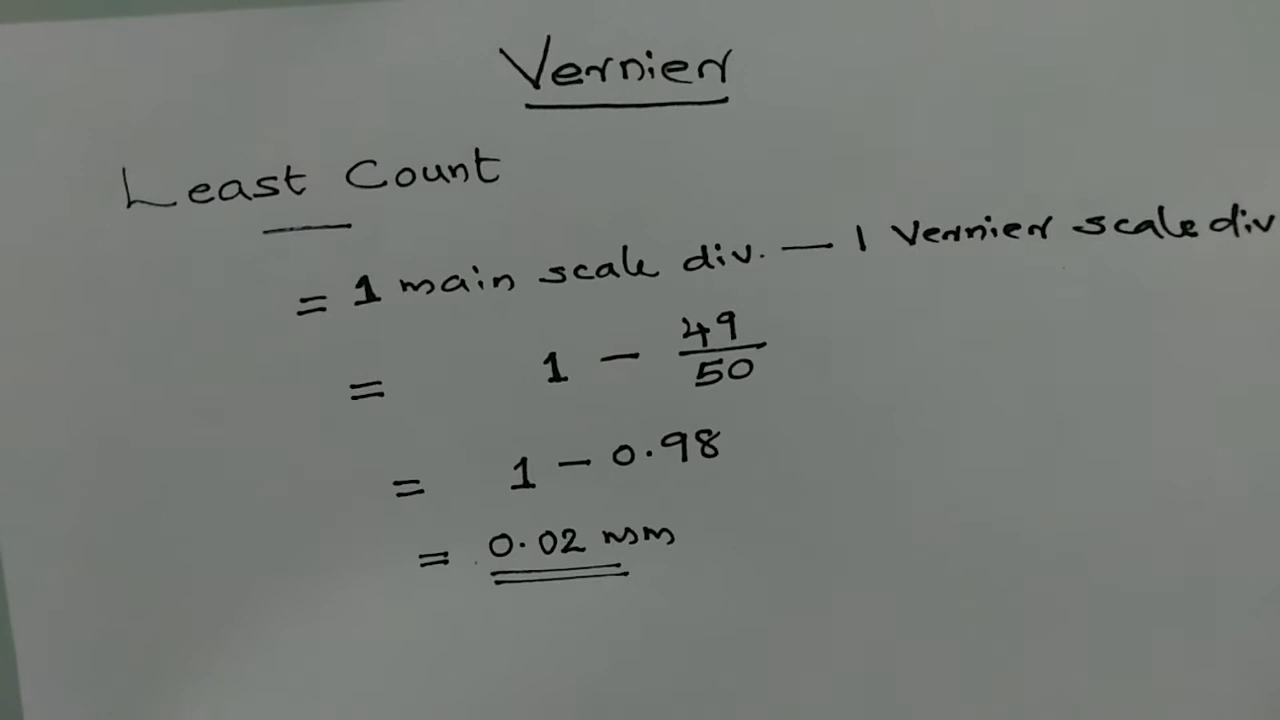 Vernier
Least Count
= 1 main scale div. — 1 Vernier scale div
= 1 - 49/50
= 1 - 0.98
= 0.02 mm